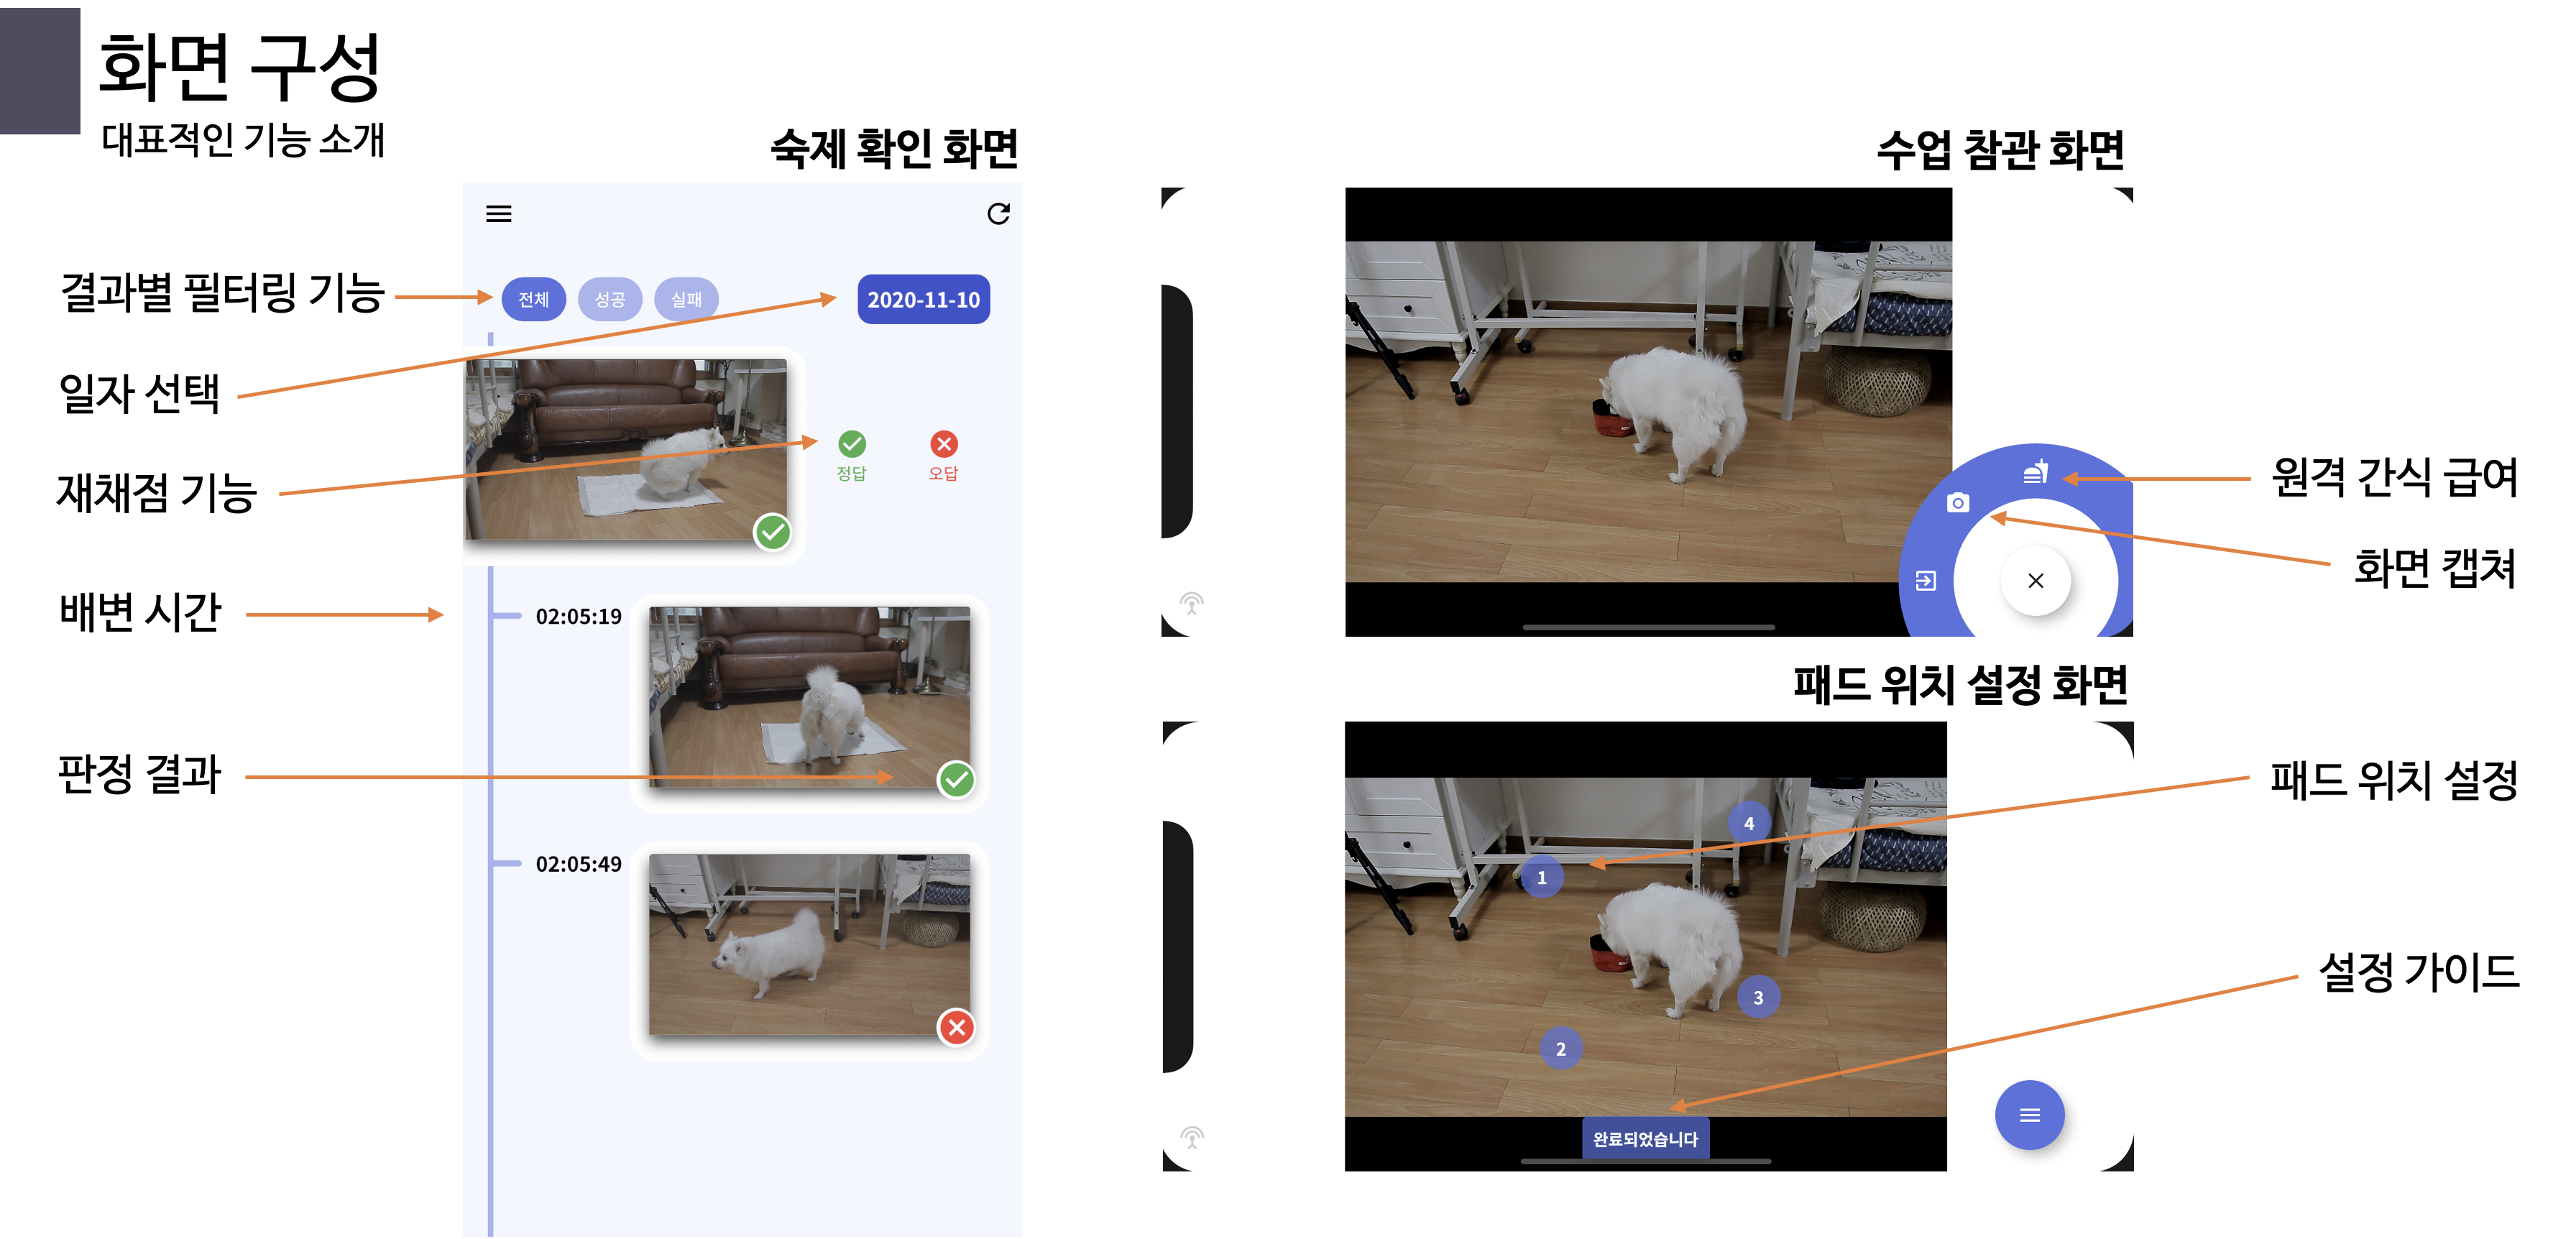 화면 구성
대표적인 기능 소개
숙제 확인 화면
결과별 필터링 기능
일자 선택
재채점 기능
배변 시간
판정 결과
전체
성공
실패
2020-11-10
정답
오답
02:05:19
02:05:49
수업 참관 화면
원격 간식 급여
화면 캡쳐
패드 위치 설정 화면
패드 위치 설정
설정 가이드
4
1
3
2
완료되었습니다